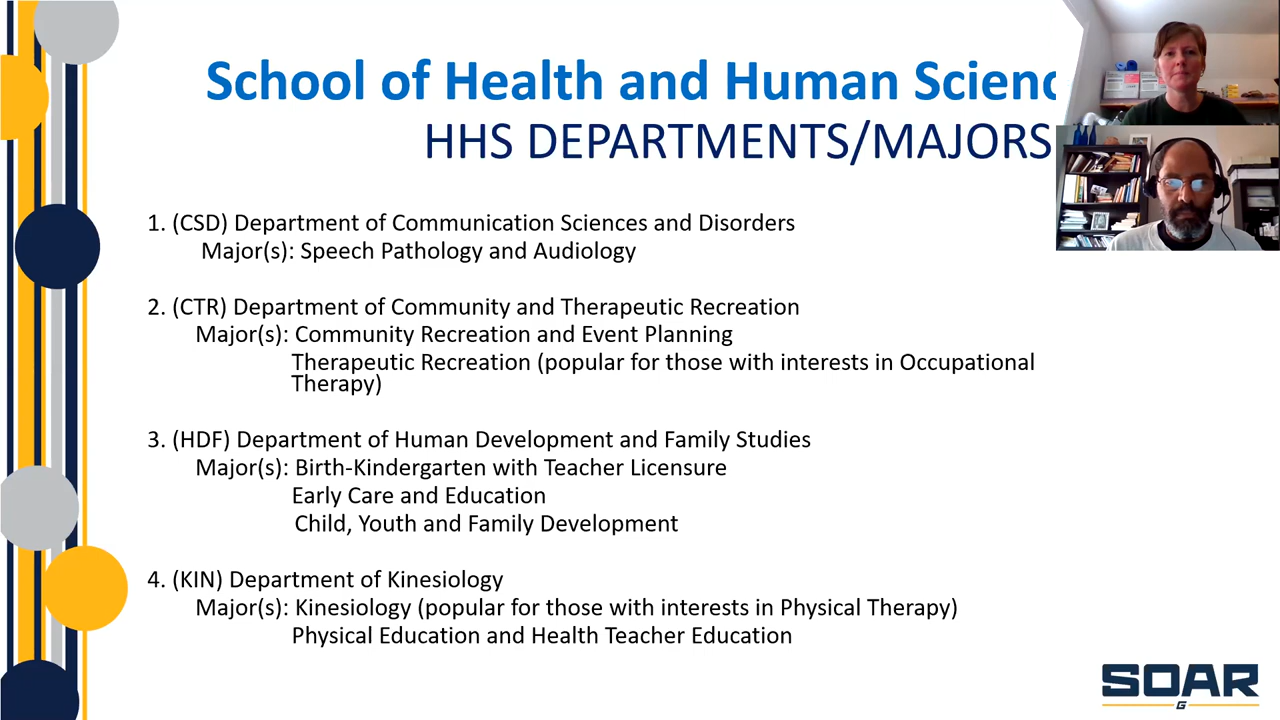 School of Health and Human Scienc
HHS DEPARTMENTS/MAJORS
1. (CSD) Department of Communication Sciences and Disorders
Major(s): Speech Pathology and Audiology
2. (CTR) Department of Community and Therapeutic Recreation
Major(s): Community Recreation and Event Planning
Therapeutic Recreation (popular for those with interests in Occupational
Therapy)
3. (HDF) Department of Human Development and Family Studies
Major(s): Birth-Kindergarten with Teacher Licensure
Early Care and Education
Child, Youth and Family Development
4. (KIN) Department of Kinesiology
Major(s): Kinesiology (popular for those with interests in Physical Therapy)
Physical Education and Health Teacher Education
SOAR
G